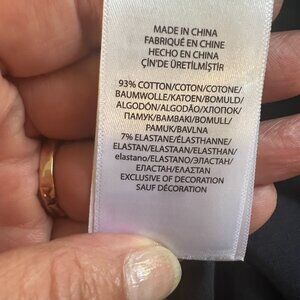 MADE IN CHINA
FABRIQUÉ EN CHINE
HECHO EN CHINA
ÇİN'DE ÜRETİLMİŞTİR
93% COTTON/COTON/COTONE/
BAUMWOLLE/KATOEN/BOMULD/
ALGODÓN/ALGODÃO/ХЛОПОК/
ПАМУК/BAMBAKI/BOMULL/
PAMUK/BAVLNA
7% ELASTANE/ÉLASTHANNE/
ELASTAN/ELASTAAN/ELASTHAN/
elastano/ELASTANO/ЭЛАСТАН/
ЕЛАСТАН/ΕΛΑΣΤΑΝ
EXCLUSIVE OF DECORATION
SAUF DÉCORATION